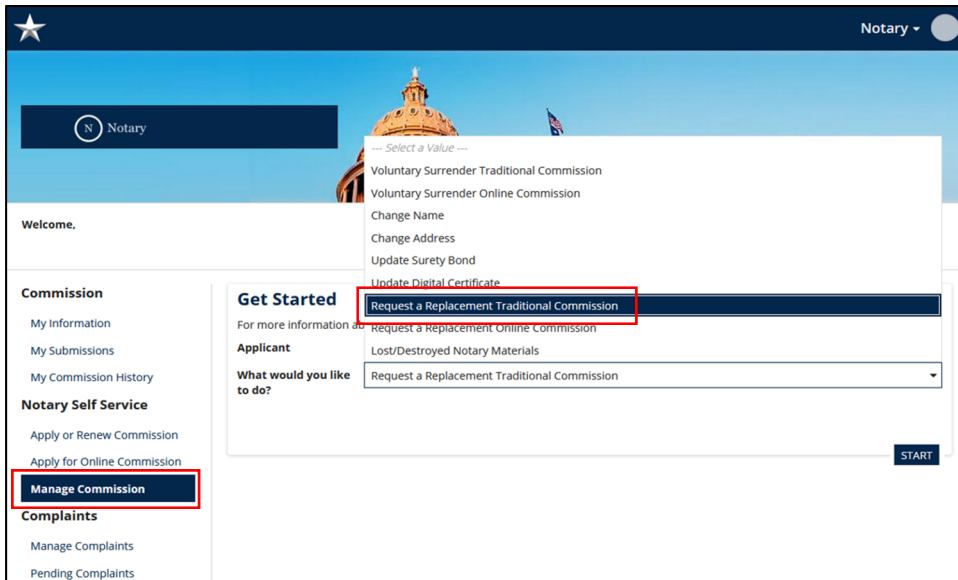 Notary
N Notary
Welcome,
Commission
My Information
My Submissions
My Commission History
Notary Self Service
Apply or Renew Commission
Apply for Online Commission
Manage Commission
Complaints
Manage Complaints
Pending Complaints
--- Select a Value ---
Voluntary Surrender Traditional Commission
Voluntary Surrender Online Commission
Change Name
Change Address
Update Surety Bond
Update Digital Certificate
Request a Replacement Traditional Commission
Request a Replacement Online Commission
Lost/Destroyed Notary Materials
Get Started
For more information
Applicant
What would you like
to do?
Request a Replacement Traditional Commission
START